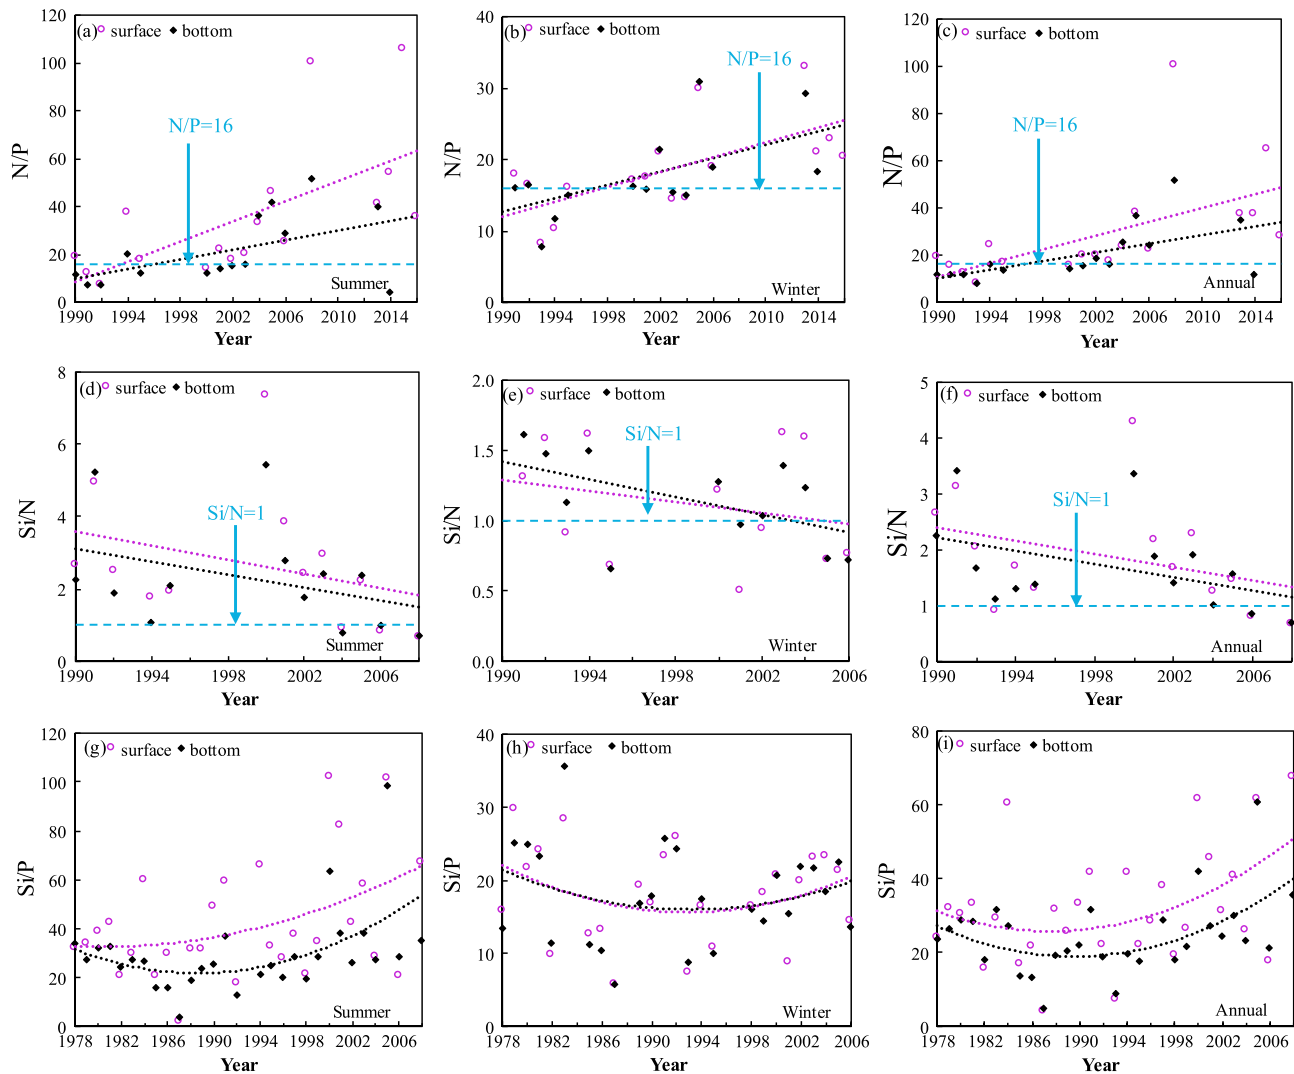 (a) surface bottom
N/P=16
120
100
80
60
40
20
0
N/P
Summer
1990 1994 1998 2002 2006 2010 2014
Year
(b) surface bottom
N/P=16
40
30
20
10
0
N/P
Winter
1990 1994 1998 2002 2006 2010 2014
Year
(c) surface bottom
N/P=16
120
100
80
60
40
20
0
N/P
Annual
1990 1994 1998 2002 2006 2010 2014
Year
(d) surface bottom
Si/N=1
8
6
4
2
0
Si/N
Summer
1990 1994 1998 2002 2006
Year
(e) surface bottom
Si/N=1
2.0
1.5
1.0
0.5
0.0
Si/N
Winter
1990 1994 1998 2002 2006
Year
(f) surface bottom
Si/N=1
5
4
3
2
1
0
Si/N
Annual
1990 1994 1998 2002 2006
Year
(g) surface bottom
120
100
80
60
40
20
0
Si/P
Summer
1978 1982 1986 1990 1994 1998 2002 2006
Year
(h) surface bottom
40
30
20
10
0
Si/P
Winter
1978 1982 1986 1990 1994 1998 2002 2006
Year
(i) surface bottom
80
60
40
20
0
Si/P
Annual
1978 1982 1986 1990 1994 1998 2002 2006
Year